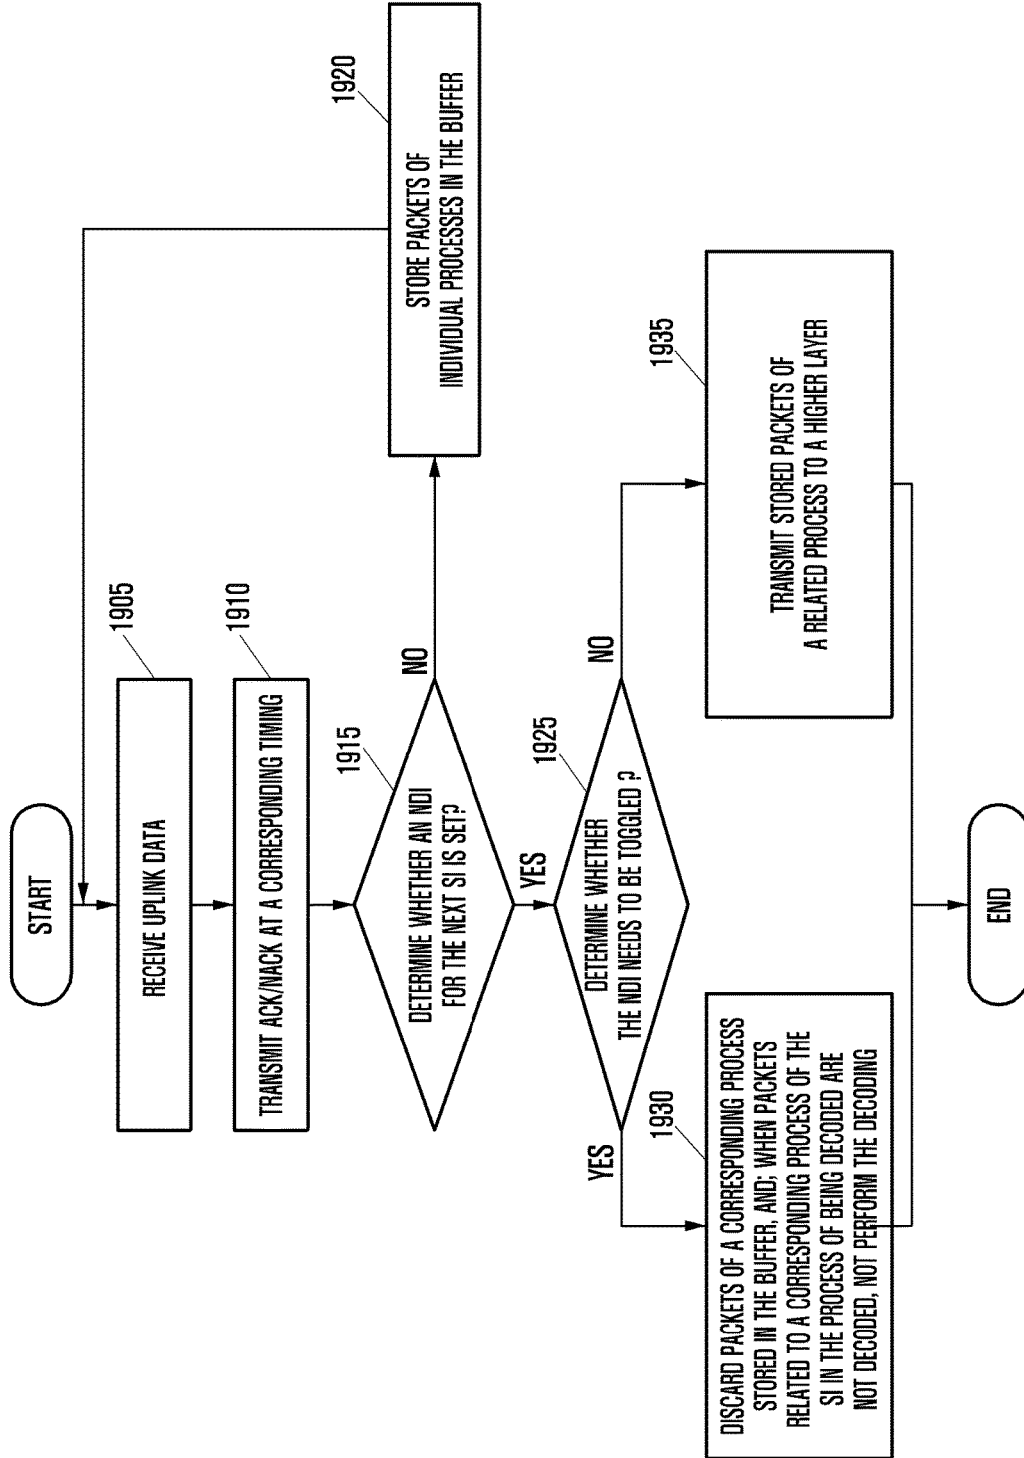 START
RECEIVE UPLINK DATA
1905
TRANSMIT ACK/NACK AT A CORRESPONDING TIMING
1910
DETERMINE WHETHER AN NDI
FOR THE NEXT SI IS SET?
1915
NO
STORE PACKETS OF
INDIVIDUAL PROCESSES IN THE BUFFER
1920
YES
DETERMINE WHETHER
THE NDI NEEDS TO BE TOGGLED ?
1925
YES
NO
DISCARD PACKETS OF A CORRESPONDING PROCESS
STORED IN THE BUFFER, AND; WHEN PACKETS
RELATED TO A CORRESPONDING PROCESS OF THE
SI IN THE PROCESS OF BEING DECODED ARE
NOT DECODED, NOT PERFORM THE DECODING
1930
TRANSMIT STORED PACKETS OF
A RELATED PROCESS TO A HIGHER LAYER
1935
END